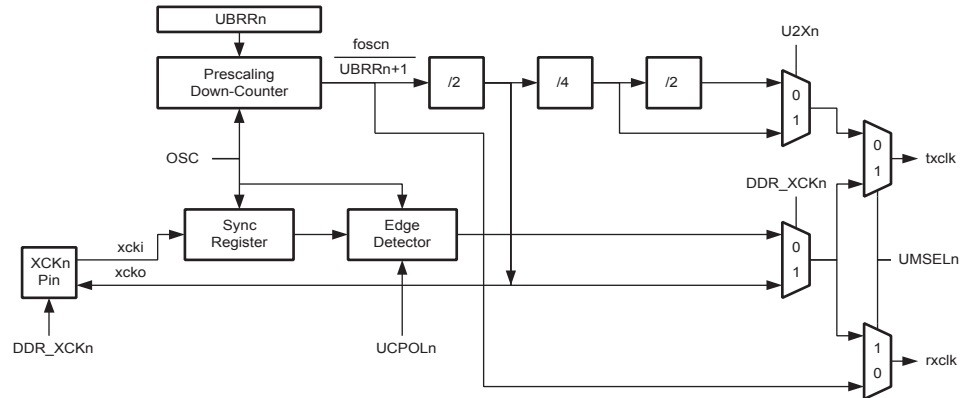 UBRRn
foscn
U2Xn
Prescaling
Down-Counter
UBRRn+1
/2
/4
/2
0
1
OSC
0
1
txclk
DDR_XCKn
Sync
Register
Edge
Detector
xcki
0
1
XCKn
Pin
xcko
UMSELn
DDR_XCKn
UCPOLn
1
0
rxclk